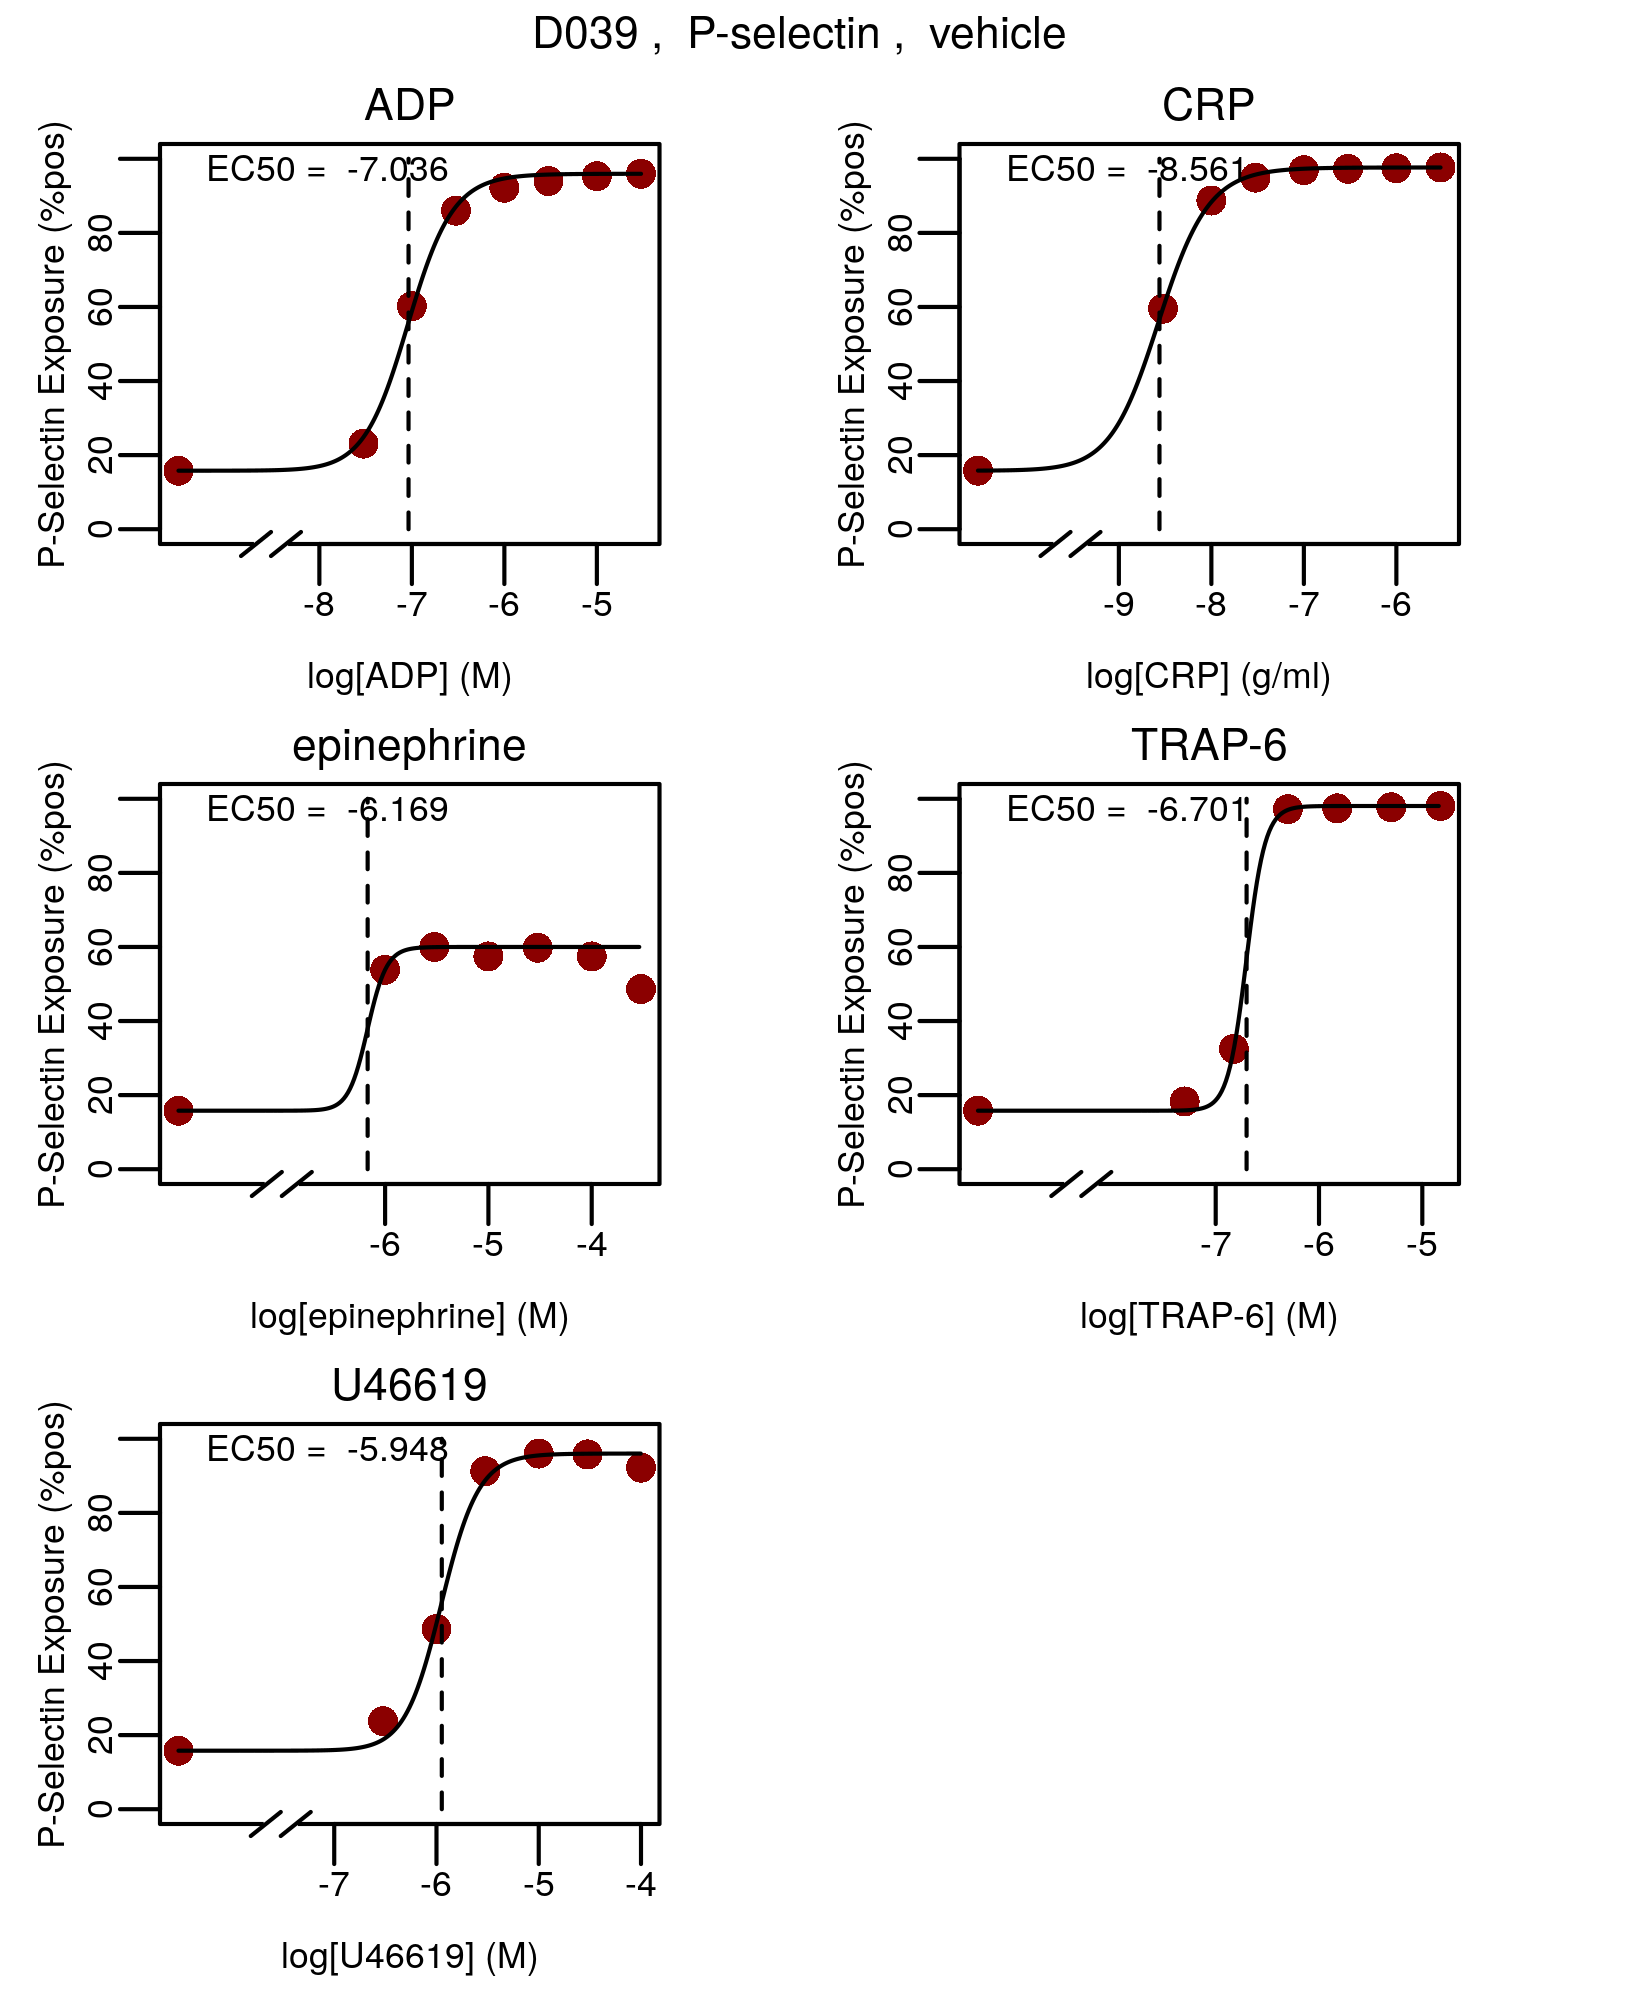 D039 ,  P-selectin ,  vehicle
ADP
EC50 =  -7.036
P-Selectin Exposure (%pos)
80
60
40
20
0
-8 -7 -6 -5
log[ADP] (M)
CRP
EC50 =  -8.561
P-Selectin Exposure (%pos)
80
60
40
20
0
-9 -8 -7 -6
log[CRP] (g/ml)
epinephrine
EC50 =  -6.169
P-Selectin Exposure (%pos)
80
60
40
20
0
-6 -5 -4
log[epinephrine] (M)
TRAP-6
EC50 =  -6.701
P-Selectin Exposure (%pos)
80
60
40
20
0
-7 -6 -5
log[TRAP-6] (M)
U46619
EC50 =  -5.948
P-Selectin Exposure (%pos)
80
60
40
20
0
-7 -6 -5 -4
log[U46619] (M)